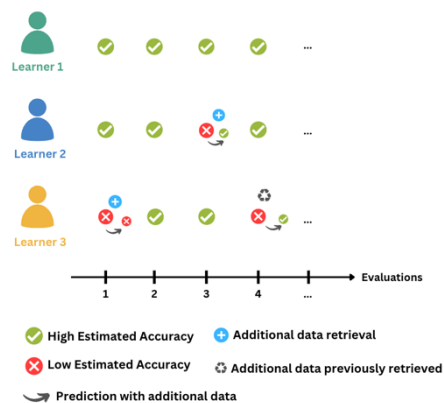 Learner 1
...
Learner 2
...
Learner 3
...
Evaluations
1 2 3 4 ...
High Estimated Accuracy
Additional data retrieval
Low Estimated Accuracy
Additional data previously retrieved
Prediction with additional data